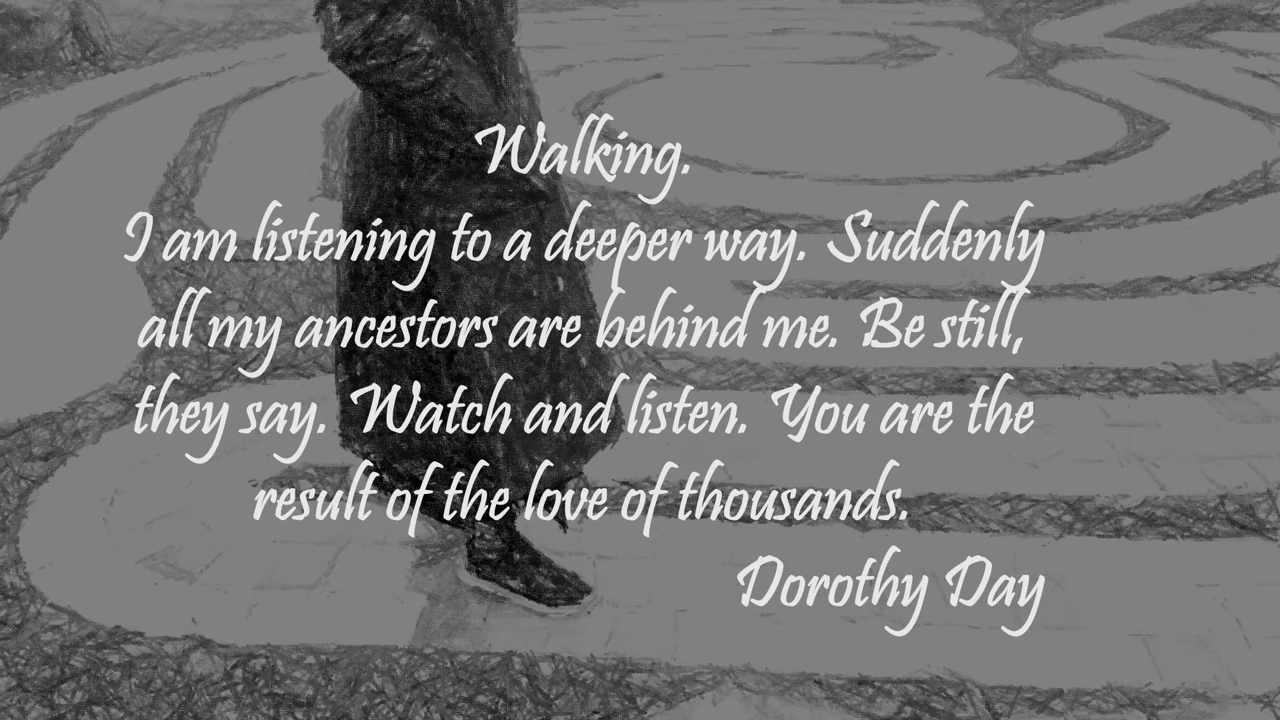 Walking.
I am listening to a deeper way. Suddenly
all my ancestors are behind me. Be still,
they say. Watch and listen. You are the
result of the love of thousands.
Dorothy Day